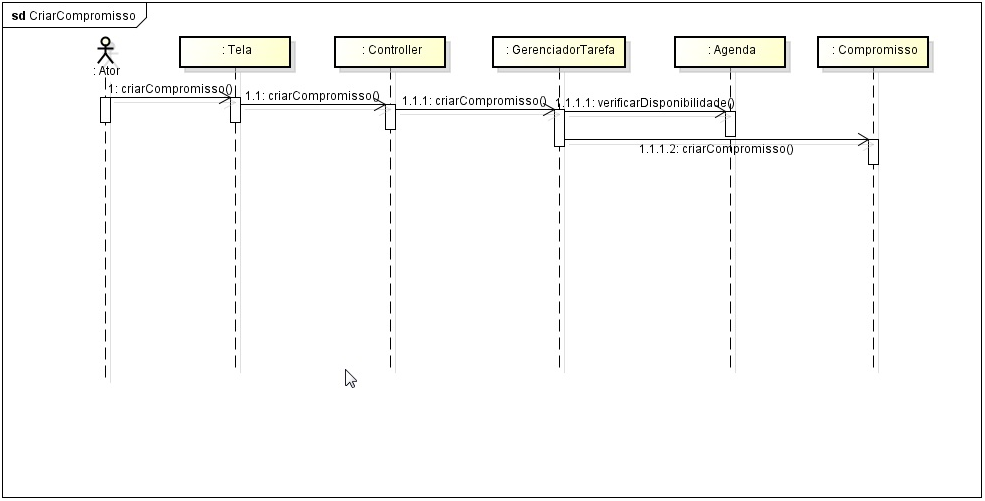 sd CriarCompromisso
: Ator
: Tela
: Controller
: GerenciadorTarefa
: Agenda
: Compromisso
1: criarCompromisso()
1.1: criarCompromisso()
1.1.1: criarCompromisso()
1.1.1.1: verificarDisponibilidade()
1.1.1.2: criarCompromisso()